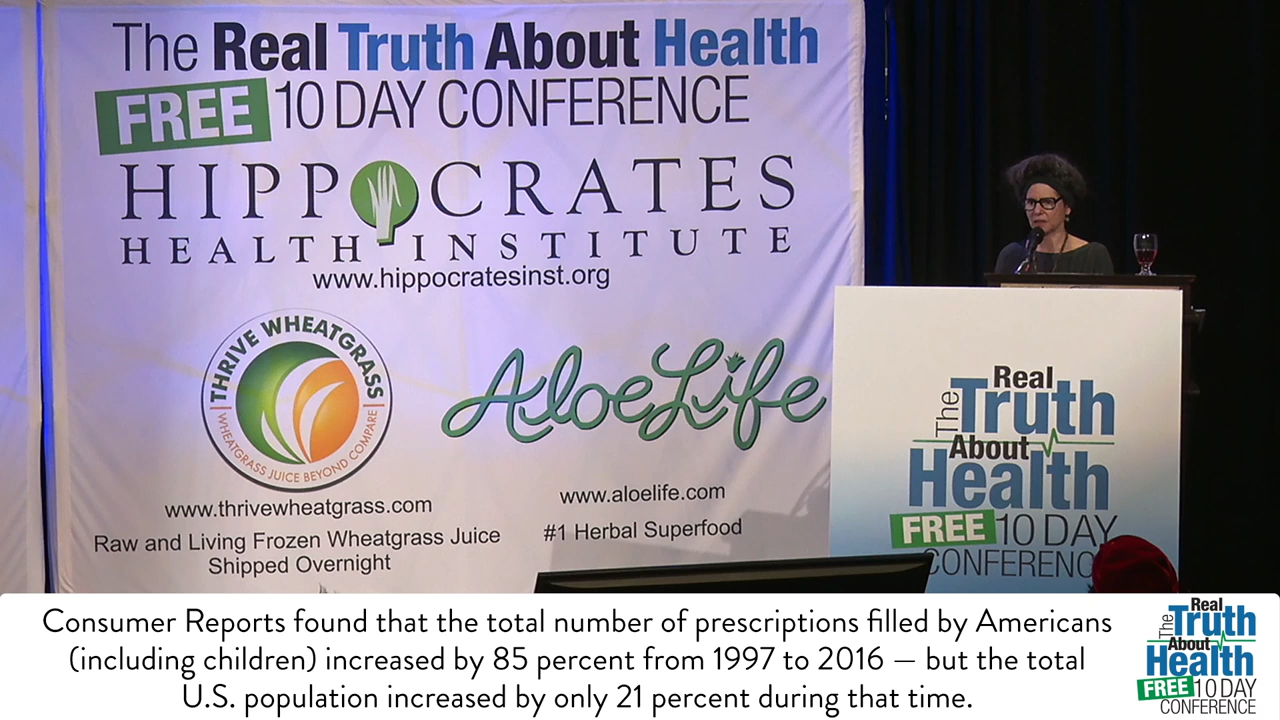 The Real Truth About Health
FREE 10 DAY CONFERENCE
HIPPOCRATES
HEALTH INSTITUTE
www.hippocratesinst.org
THRIVE WHEATGRASS
WHEATGRASS JUICE BEYOND COMPARE
www.thrivewheatgrass.com
Raw and Living Frozen Wheatgrass Juice
Shipped Overnight
AloeLife
www.aloelife.com
#1 Herbal Superfood
The Real
Truth
About
Health
FREE 10 DAY
CONFERENC
Consumer Reports found that the total number of prescriptions filled by Americans
(including children) increased by 85 percent from 1997 to 2016 — but the total
U.S. population increased by only 21 percent during that time.
The Real
Truth
About
Health
FREE 10 DAY
CONFERENCE